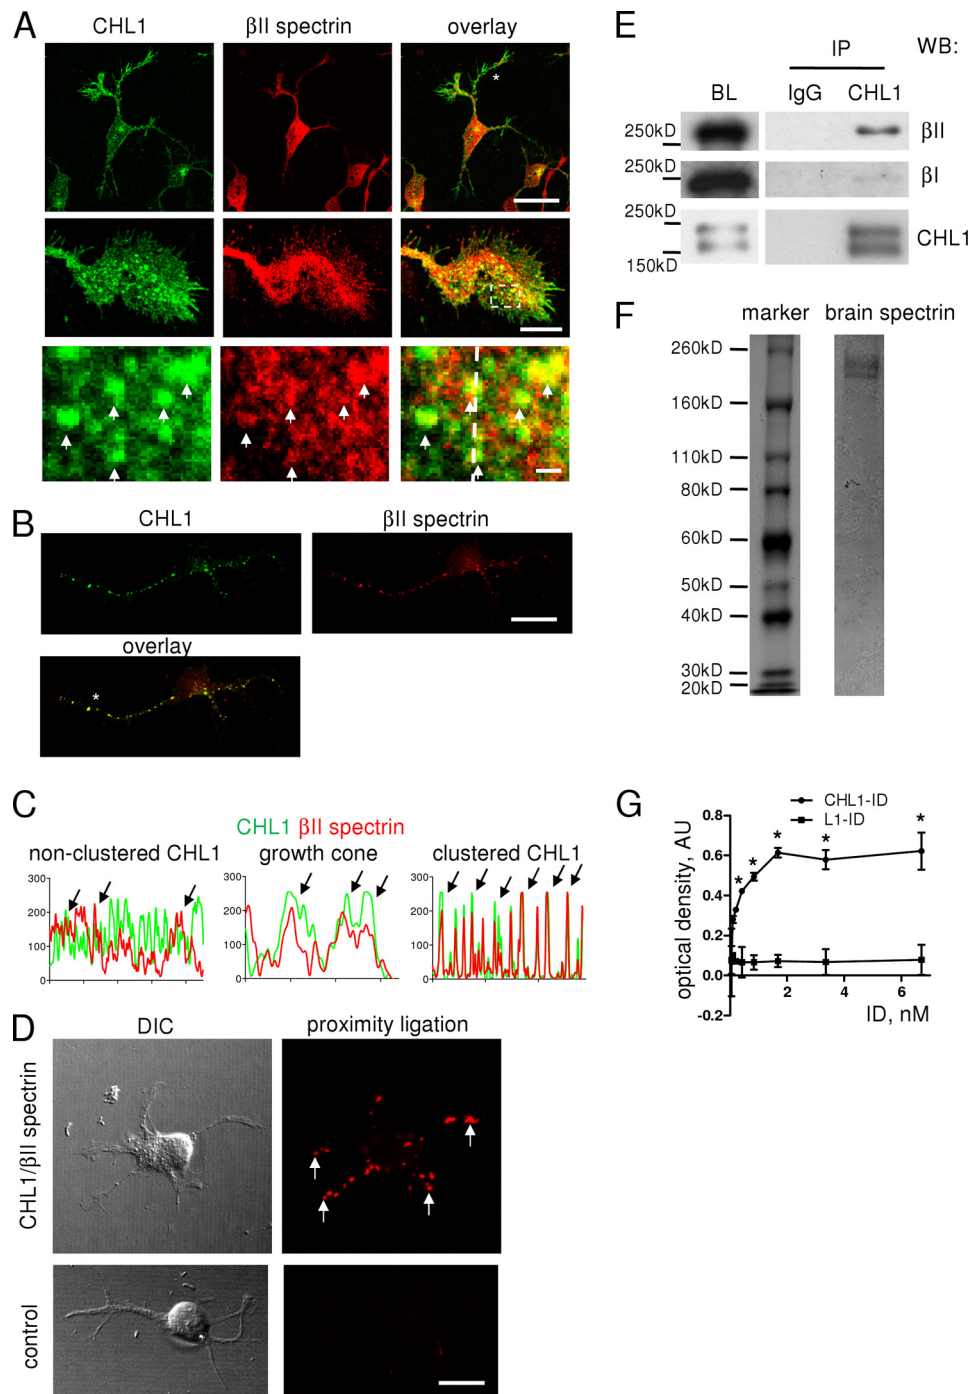 A
CHL1 βII spectrin overlay
*
B
CHL1 βII spectrin
overlay
*
C
CHL1 βII spectrin
non-clustered CHL1 growth cone clustered CHL1
300 300 300
200 200 200
100 100 100
0 0 0
D
DIC proximity ligation
CHL1/βII spectrin
control
E
IP WB:
BL IgG CHL1
250kD βII
βI
250kD CHL1
150kD
F
marker brain spectrin
260kD
160kD
110kD
80kD
60kD
50kD
40kD
30kD
20kD
G
CHL1-ID
L1-ID
optical density, AU
0.8
0.6
0.4
0.2
0.0
-0.2
* * * * *
2 4 6
ID, nM